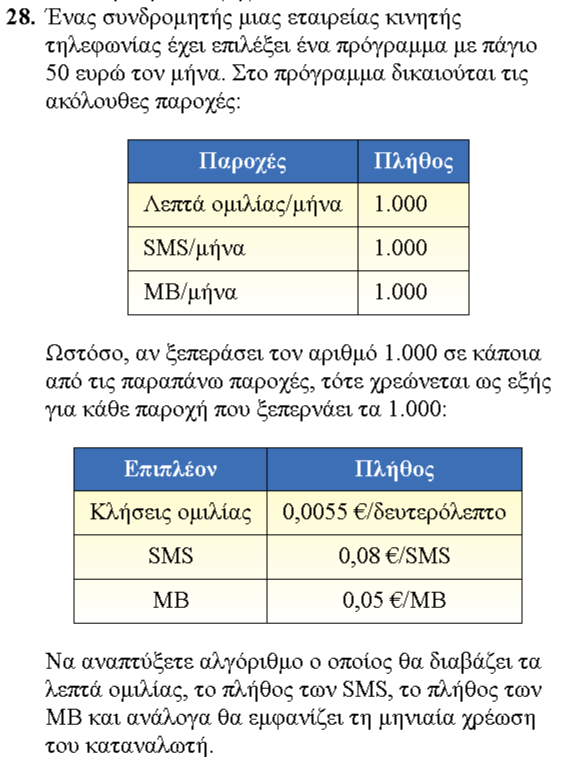 28. Ένας συνδρομητής μιας εταιρείας κινητής
τηλεφωνίας έχει επιλέξει ένα πρόγραμμα με πάγιο
50 ευρώ τον μήνα. Στο πρόγραμμα δικαιούται τις
ακόλουθες παροχές:
Παροχές Πλήθος
Λεπτά ομιλίας/μήνα 1.000
SMS/μήνα 1.000
MB/μήνα 1.000
Ωστόσο, αν ξεπεράσει τον αριθμό 1.000 σε κάποια
από τις παραπάνω παροχές, τότε χρεώνεται ως εξής
για κάθε παροχή που ξεπερνάει τα 1.000:
Επιπλέον Πλήθος
Κλήσεις ομιλίας 0,0055 €/δευτερόλεπτο
SMS 0,08 €/SMS
MB 0,05 €/MB
Να αναπτύξετε αλγόριθμο ο οποίος θα διαβάζει τα
λεπτά ομιλίας, το πλήθος των SMS, το πλήθος των
MB και ανάλογα θα εμφανίζει τη μηνιαία χρέωση
του καταναλωτή.